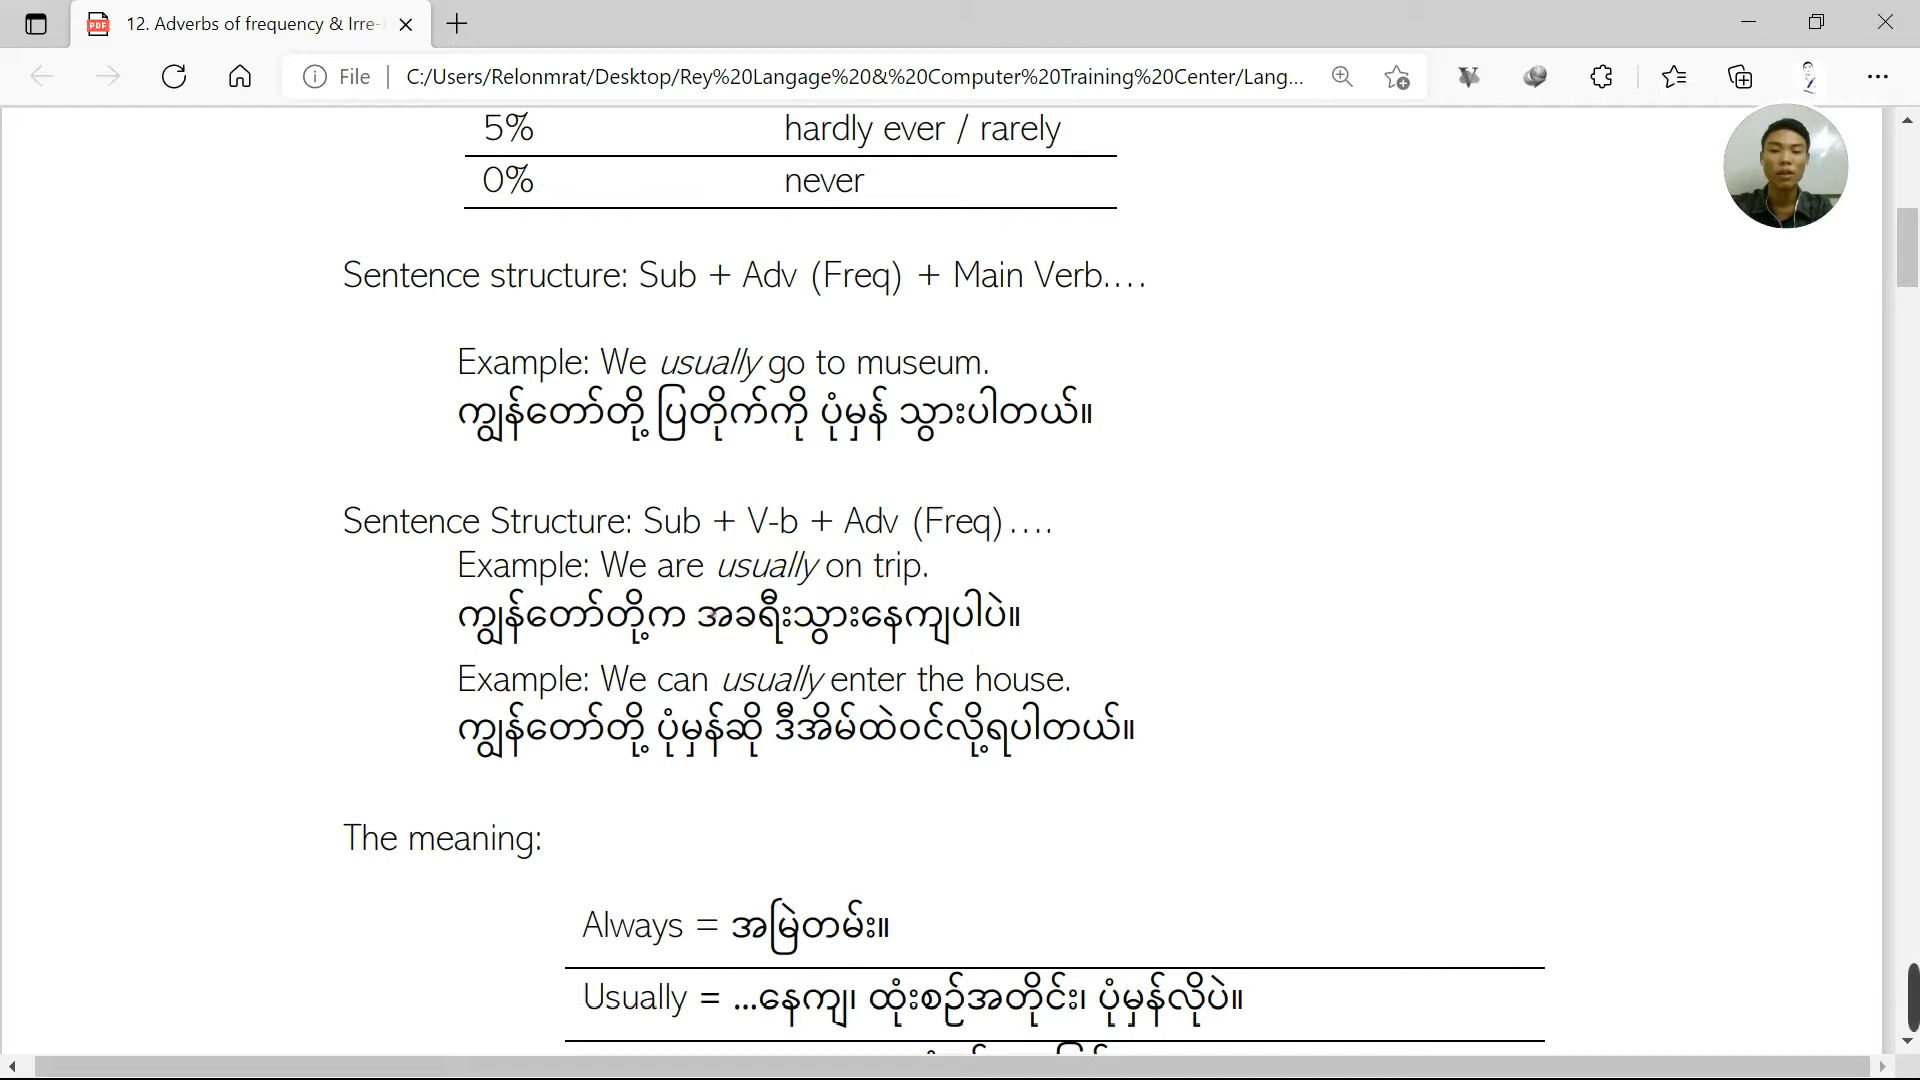 12. Adverbs of frequency & Irre-
File
C:/Users/Relonmrat/Desktop/Rey%20Langage%20&%20Computer%20Training%20Center/Lang...
5% hardly ever / rarely
0% never
Sentence structure: Sub + Adv (Freq) + Main Verb....
Example: We usually go to museum.
ကျွန်တော်တို့ ပြတိုက်ကို ပုံမှန် သွားပါတယ်။
Sentence Structure: Sub + V-b + Adv (Freq)....
Example: We are usually on trip.
ကျွန်တော်တို့က အခရီးသွားနေကျပါပဲ။
Example: We can usually enter the house.
ကျွန်တော်တို့ ပုံမှန်ဆို ဒီအိမ်ထဲဝင်လို့ရပါတယ်။
The meaning:
Always = အမြဲတမ်း။
Usually = ...နေကျ၊ ထုံးစဉ်အတိုင်း၊ ပုံမှန်လိုပဲ။